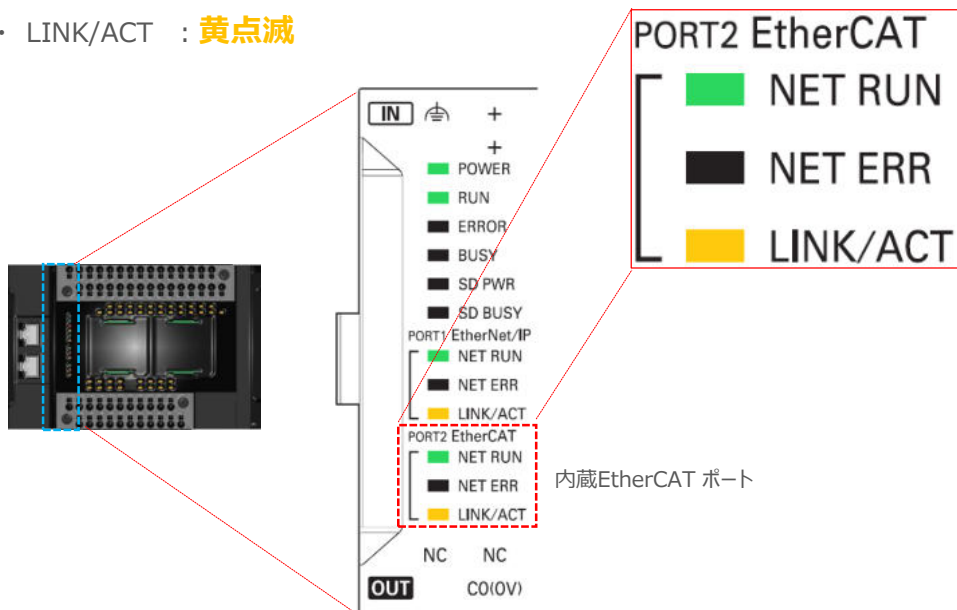 ・ LINK/ACT ：黄点滅
PORT2 EtherCAT
NET RUN
NET ERR
LINK/ACT
IN +
+
POWER
RUN
ERROR
BUSY
SD PWR
SD BUSY
PORT1 EtherNet/IP
NET RUN
NET ERR
LINK/ACT
PORT2 EtherCAT
NET RUN
NET ERR
LINK/ACT
内蔵EtherCAT ポート
NC NC
OUT C0(0V)